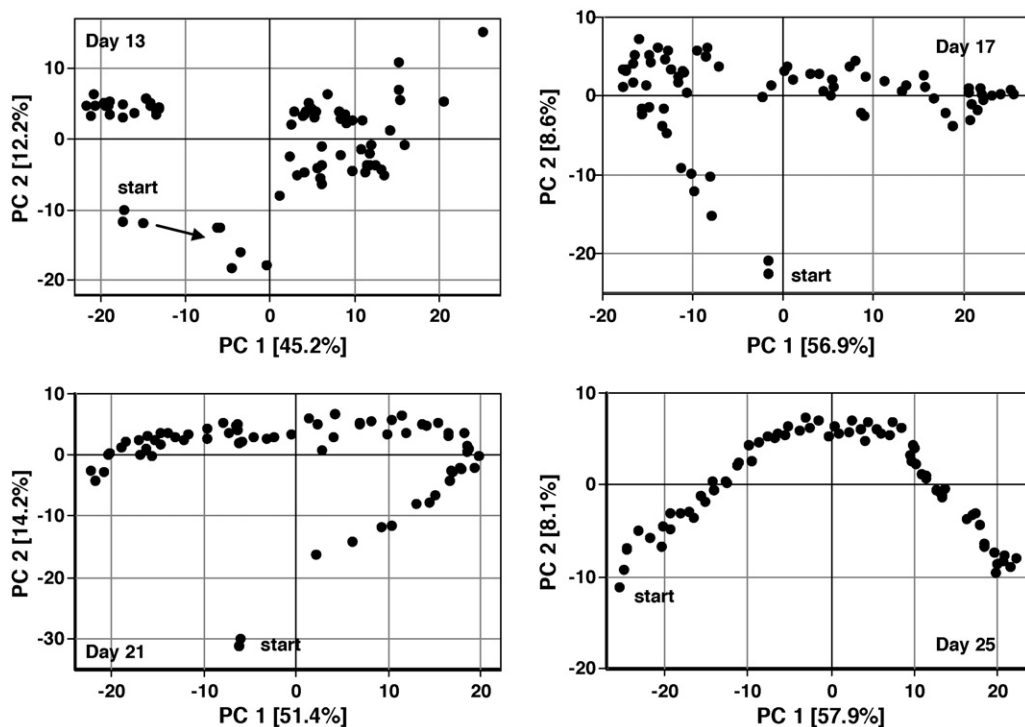 Day 13
10
0
-10
-20
PC 2 [12.2%]
start
-20
-10
0
10
20
PC 1 [45.2%]
Day 17
10
0
-10
-20
PC 2 [8.6%]
start
-20
-10
0
10
20
PC 1 [56.9%]
10
0
-10
-20
-30
PC 2 [14.2%]
start
Day 21
-20
-10
0
10
20
PC 1 [51.4%]
10
0
-10
-20
PC 2 [8.1%]
start
Day 25
-20
-10
0
10
20
PC 1 [57.9%]